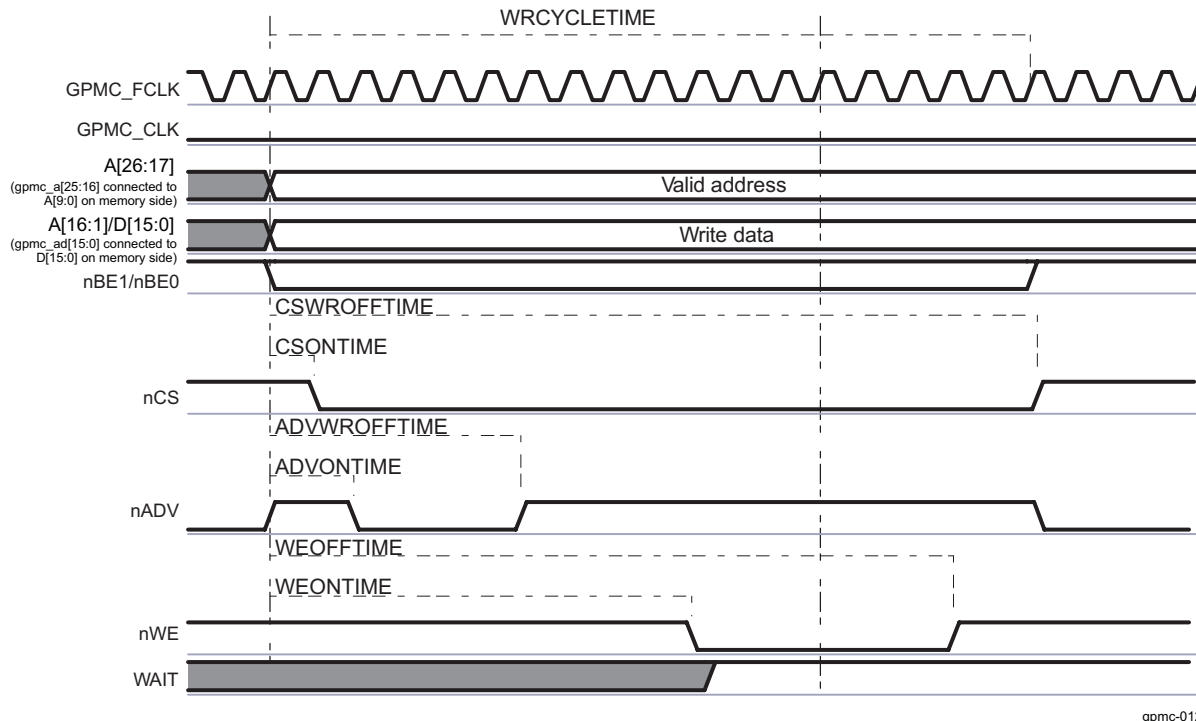 WRCYCLETIME
GPMC_FCLK
GPMC_CLK
A[26:17]
(gpmc_a[25:16] connected to
A[9:0] on memory side)
Valid address
A[16:1]/D[15:0]
(gpmc_ad[15:0] connected to
D[15:0] on memory side)
Write data
nBE1/nBE0
CSWROFFTIME
CSONTIME
nCS
ADVWROFFTIME
ADVONTIME
nADV
WEOFFTIME
WEONTIME
nWE
WAIT
gpmc-012